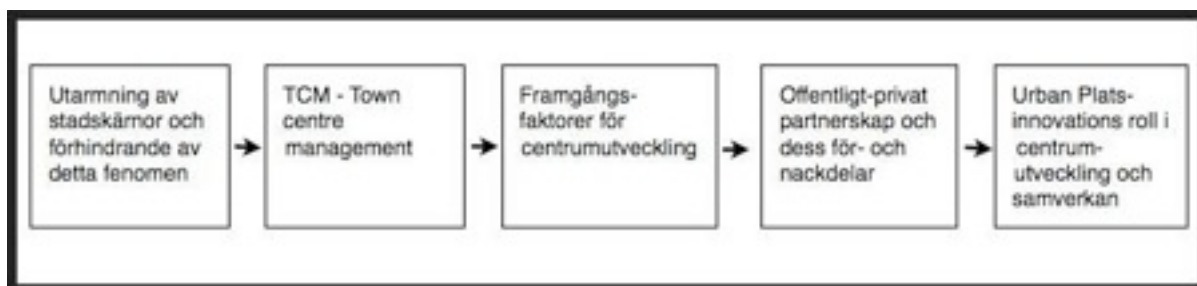 Utarmning av
stadskärnor och
förhindrande av
detta fenomen
TCM - Town
centre
management
Framgångs-
faktorer för
centrumutveckling
Offentligt-privat
partnerskap och
dess för- och
nackdelar
Urban Plats-
innovations roll i
centrum-
utveckling och
samverkan